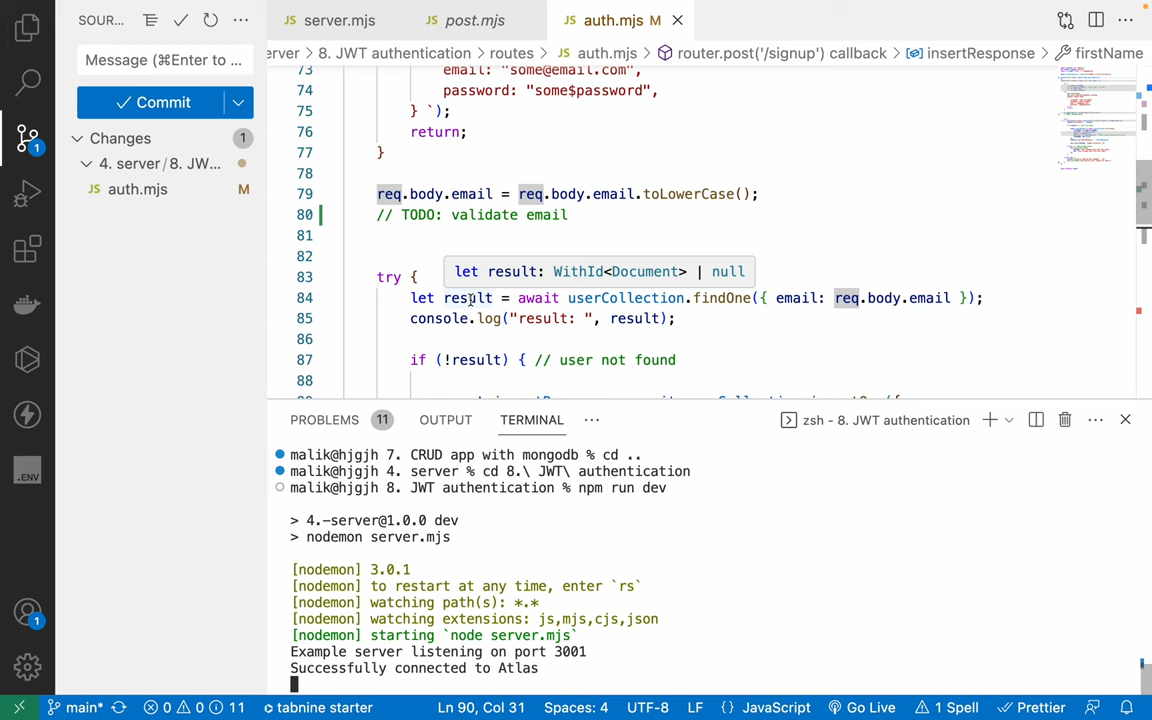 SOUR...
server.mjs
post.mjs
auth.mjs M
Message (⌘Enter to ...
erver > 8. JWT authentication > routes > JS auth.mjs > router.post('/signup') callback > insertResponse > firstName
Commit
Changes 1
4. server / 8. JW...
JS auth.mjs M
1
.ENV
1
73 email: "some@email.com",
74 password: "some$password",
75 } `);
76 return;
77 }
78
79 req.body.email = req.body.email.toLowerCase();
80 // TODO: validate email
81
82
let result: WithId<Document> | null
83 try {
84 let result = await userCollection.findOne({ email: req.body.email });
85 console.log("result: ", result);
86
87 if (!result) { // user not found
88
PROBLEMS 11 OUTPUT TERMINAL ... zsh - 8. JWT authentication
malik@hjgjh 7. CRUD app with mongodb % cd ..
malik@hjgjh 4. server % cd 8.\ JWT\ authentication
malik@hjgjh 8. JWT authentication % npm run dev
> 4.-server@1.0.0 dev
> nodemon server.mjs
[nodemon] 3.0.1
[nodemon] to restart at any time, enter `rs`
[nodemon] watching path(s): *.*
[nodemon] watching extensions: js,mjs,cjs,json
[nodemon] starting `node server.mjs`
Example server listening on port 3001
Successfully connected to Atlas
main* 0 0 11 tabnine starter Ln 90, Col 31 Spaces: 4 UTF-8 LF {} JavaScript Go Live 1 Spell Prettier